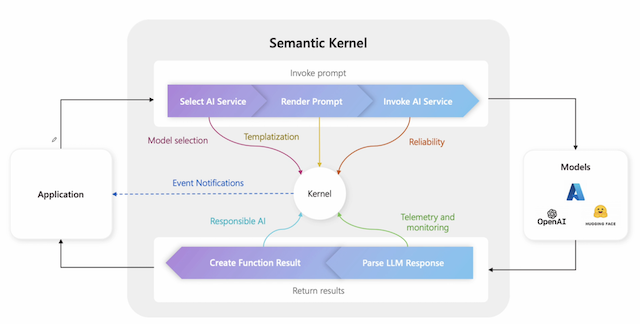 Semantic Kernel
Invoke prompt
Select AI Service
Render Prompt
Invoke AI Service
Model selection
Templatization
Reliability
Application
Event Notifications
Kernel
Models
OpenAI
HUGGING FACE
Responsible AI
Telemetry and
monitoring
Create Function Result
Parse LLM Response
Return results